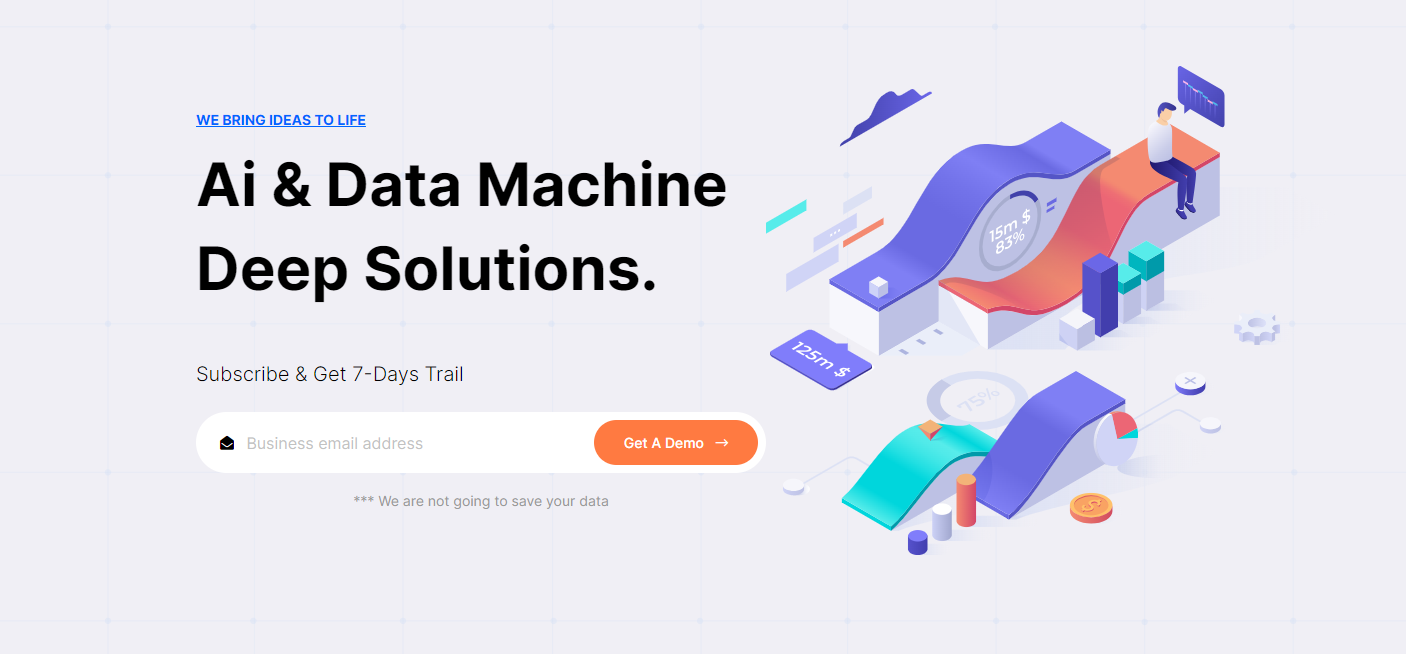 WE BRING IDEAS TO LIFE
Ai & Data Machine
Deep Solutions.
Subscribe & Get 7-Days Trail
Business email address
Get A Demo →
*** We are not going to save your data
15m $
83%
125m $
75%